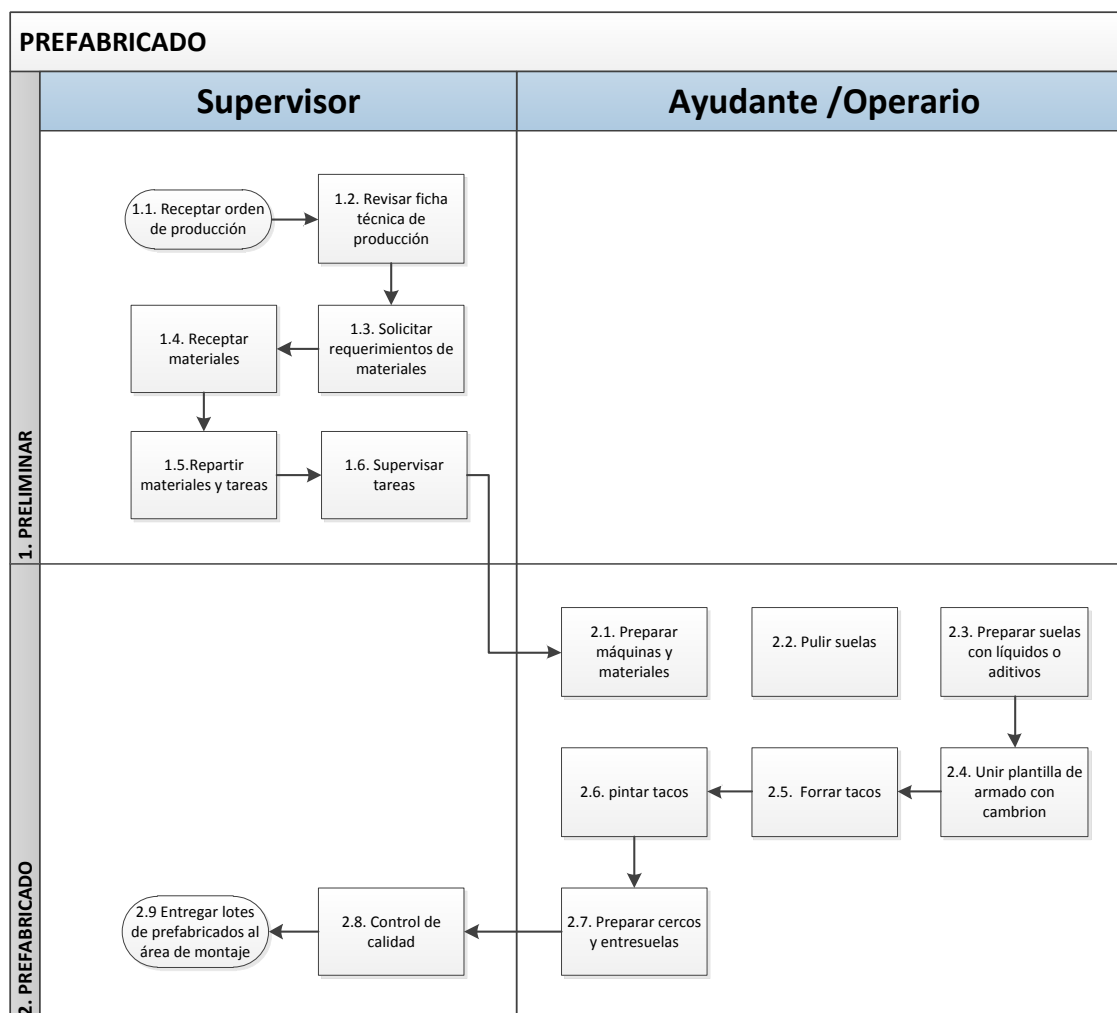 PREFABRICADO
Supervisor
Ayudante /Operario
1. PRELIMINAR
1.1. Receptar orden
de producción
1.2. Revisar ficha
técnica de
producción
1.3. Solicitar
requerimientos de
materiales
1.4. Receptar
materiales
1.5.Repartir
materiales y tareas
1.6. Supervisar
tareas
2. PREFABRICADO
2.1. Preparar
máquinas y
materiales
2.2. Pulir suelas
2.3. Preparar suelas
con líquidos o
aditivos
2.4. Unir plantilla de
armado con
cambrion
2.5.  Forrar tacos
2.6. pintar tacos
2.7. Preparar cercos
y entresuelas
2.8. Control de
calidad
2.9 Entregar lotes
de prefabricados al
área de montaje